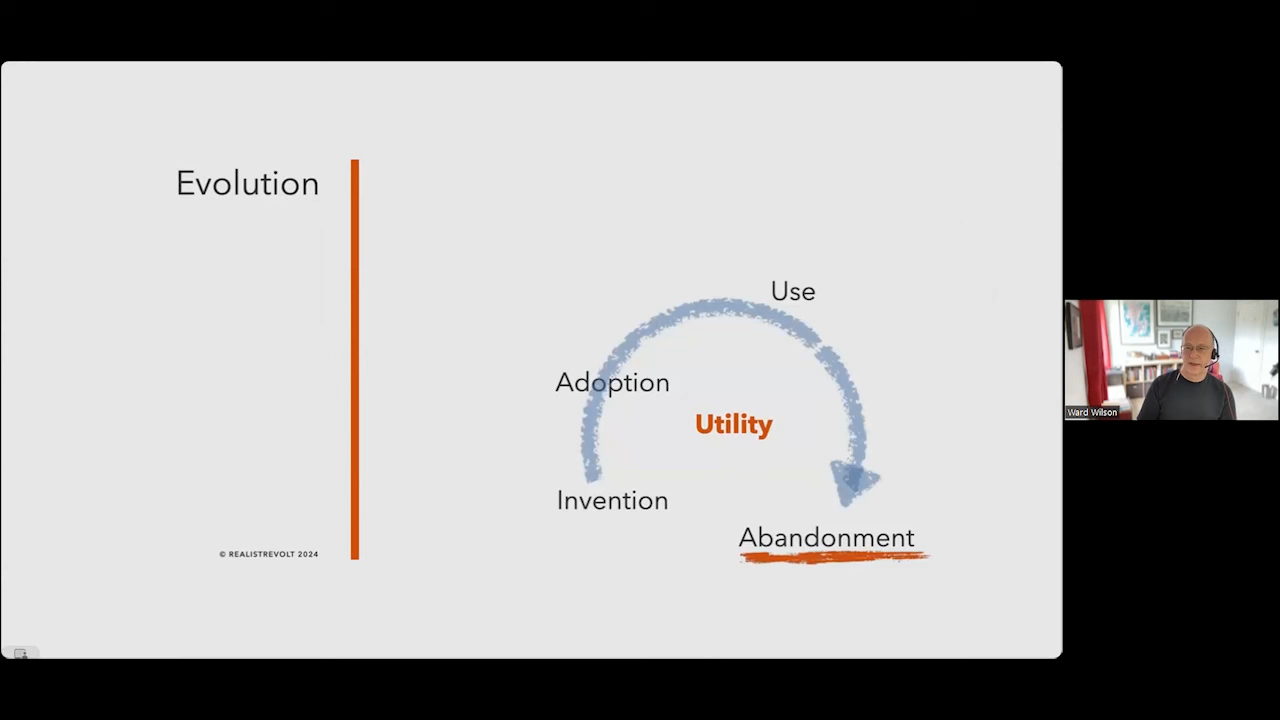 Evolution
Use
Adoption
Utility
Invention
Abandonment
© REALISTREVOLT 2024
Ward Wilson